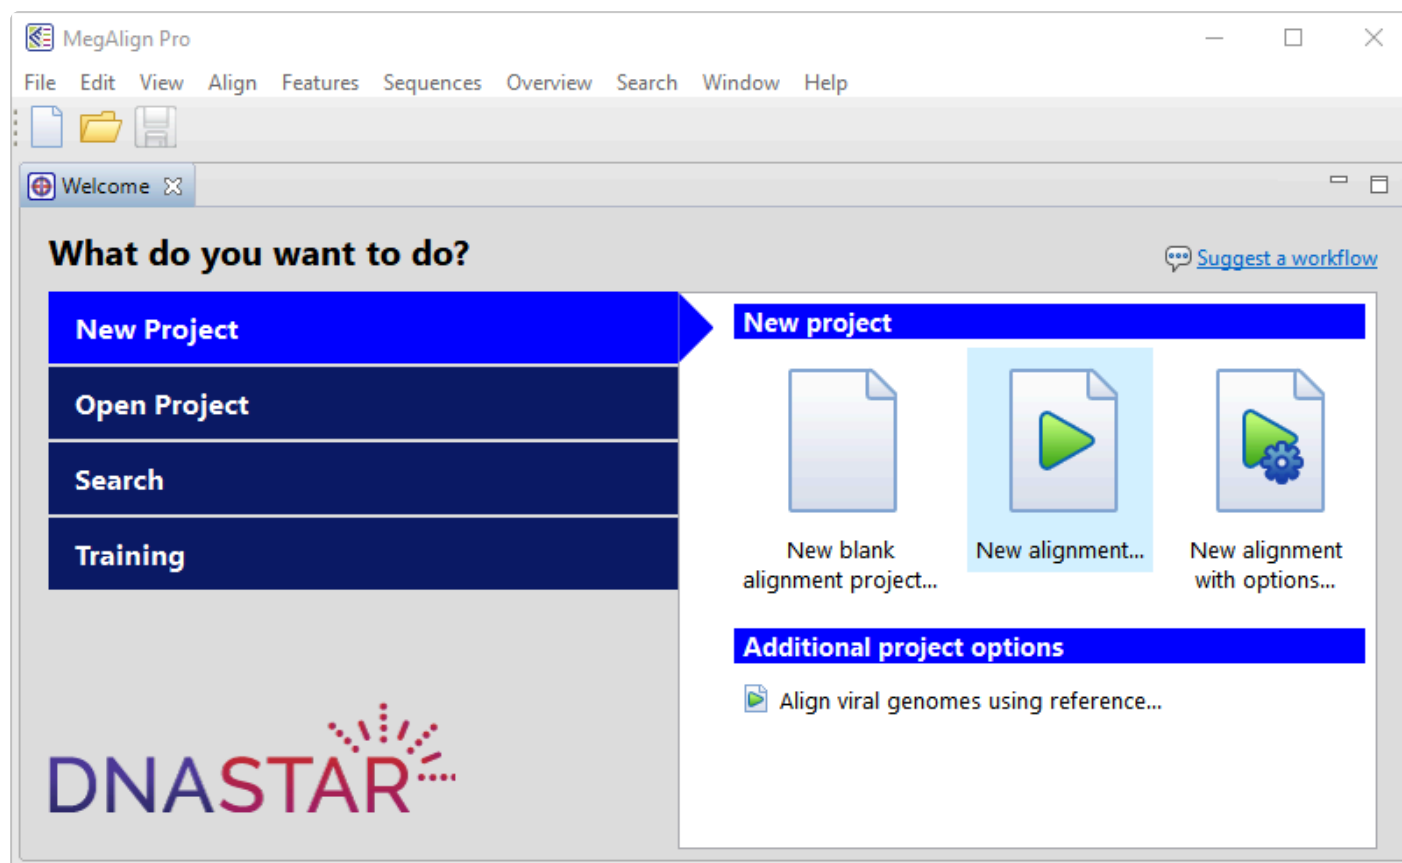 MegAlign Pro
File Edit View Align Features Sequences Overview Search Window Help
Welcome
What do you want to do?
Suggest a workflow
New Project
Open Project
Search
Training
New project
New blank
alignment project...
New alignment...
New alignment
with options...
Additional project options
Align viral genomes using reference...
DNASTAR